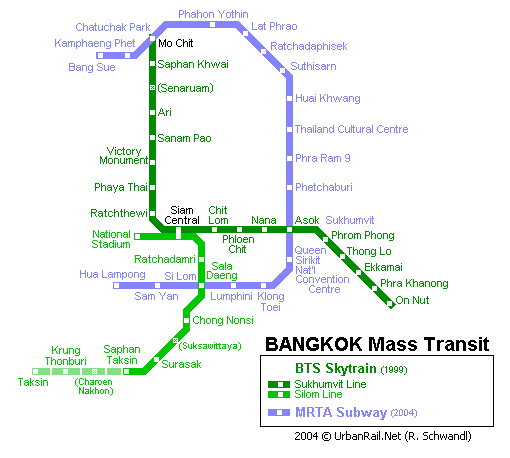 Phahon Yothin
Chatuchak Park
Lat Phrao
Kamphaeng Phet
Mo Chit
Ratchadaphisek
Bang Sue
Saphan Khwai
Suthisarn
(Senaruam)
Huai Khwang
Ari
Thailand Cultural Centre
Sanam Pao
Victory
Monument
Phra Ram 9
Phaya Thai
Phetchaburi
Ratchthewi
Siam
Central
Chit
Lom
Nana
Asok
Sukhumvit
National
Stadium
Phloen
Chit
Phrom Phong
Thong Lo
Ekkamai
Phra Khanong
On Nut
Ratchadamri
Queen
Sirikit
Nat'l
Convention
Centre
Hua Lampong
Si Lom
Sala
Daeng
Sam Yan
Lumphini
Klong
Toei
Chong Nonsi
(Suksawittaya)
Surasak
Saphan
Taksin
Krung
Thonburi
Taksin
(Charoen
Nakhon)
BANGKOK Mass Transit
BTS Skytrain (1999)
Sukhumvit Line
Silom Line
MRTA Subway (2004)
2004 © UrbanRail.Net (R. Schwandl)